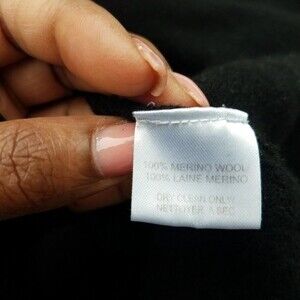 100% MERINO WOOL
100% LAINE MERINO
DRY CLEAN ONLY
NETTOYER À SEC